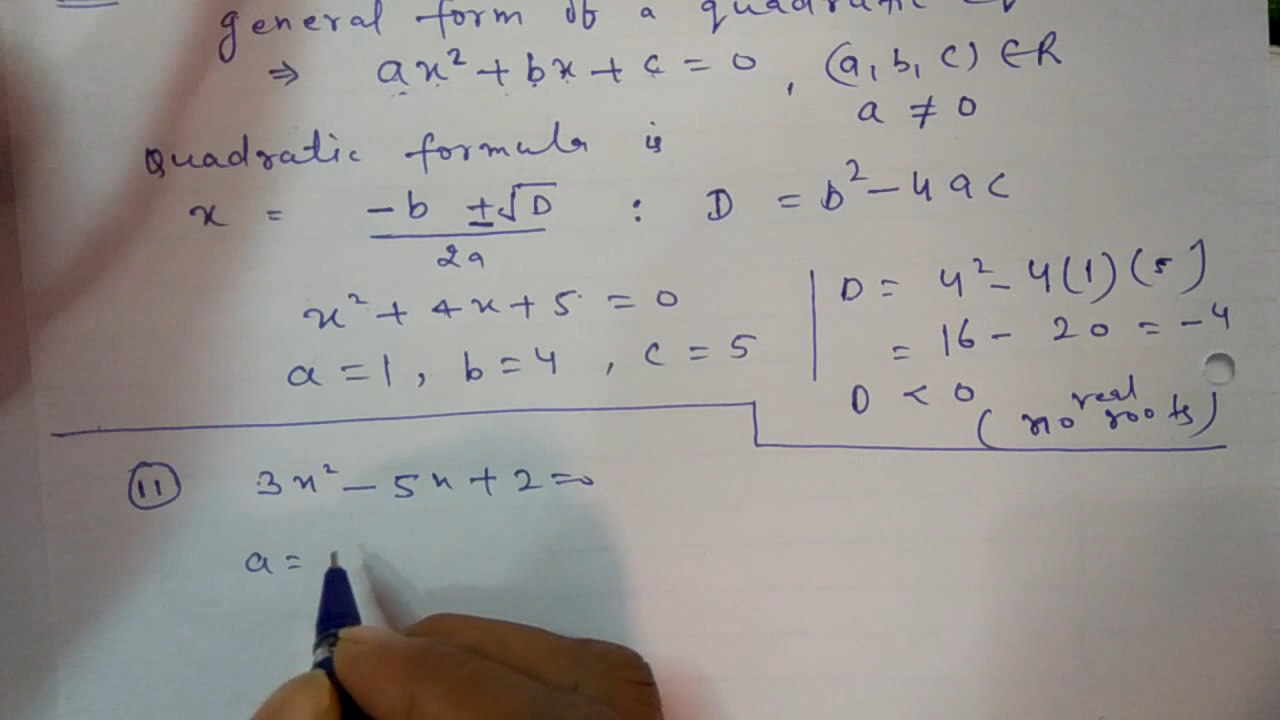 general form of a quadratic
⇒ ax² + bx + c = 0 , (a, b, c) ∈ R
a ≠ 0
Quadratic formula is
x = (-b ± √D) / 2a : D = b² - 4ac
x² + 4x + 5 = 0
a = 1, b = 4, c = 5
D = 4² - 4(1)(5)
= 16 - 20 = -4
D < 0
(no real roots)
(11) 3x² - 5x + 2 = 0
a =